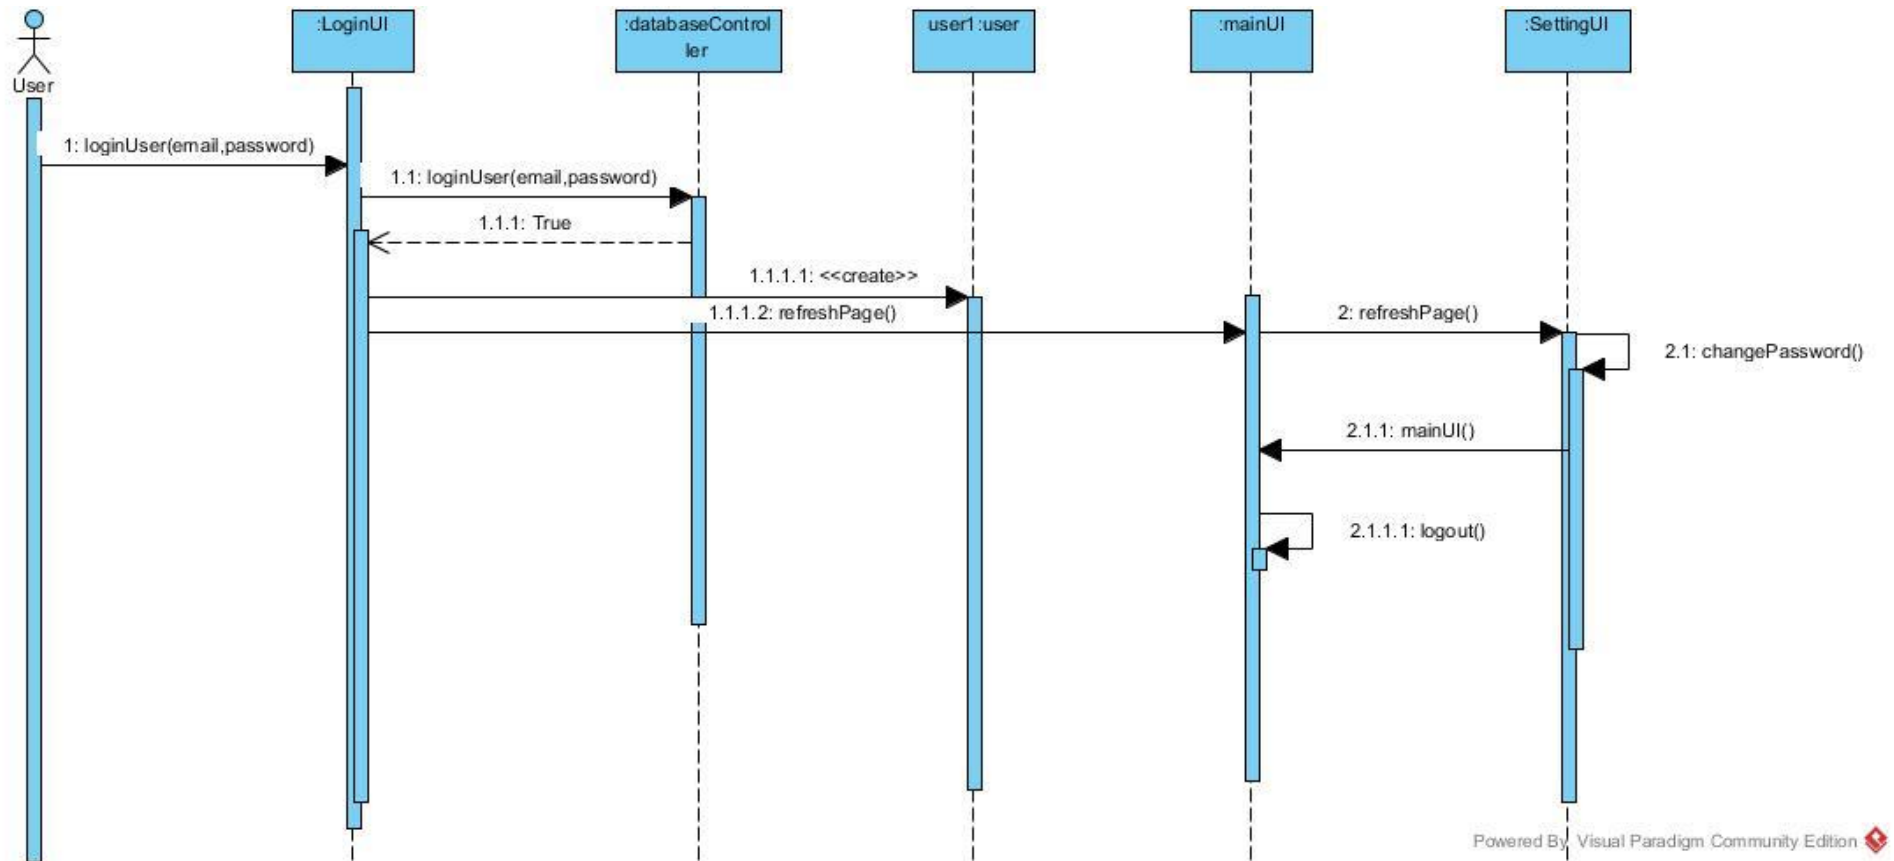 :LoginUI
:databaseControl
ler
user1:user
:mainUI
:SettingUI
User
1: loginUser(email,password)
1.1: loginUser(email,password)
1.1.1: True
1.1.1.1: <<create>>
1.1.1.2: refreshPage()
2: refreshPage()
2.1: changePassword()
2.1.1: mainUI()
2.1.1.1: logout()
Powered By Visual Paradigm Community Edition